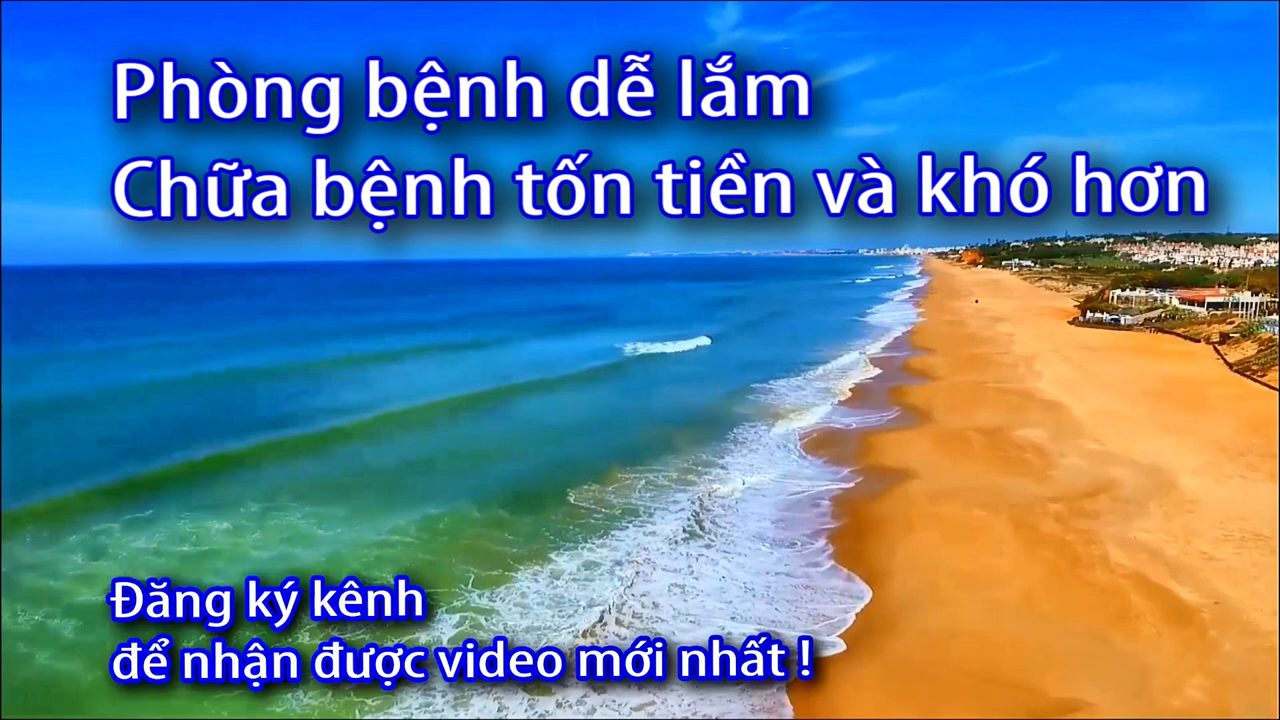 Phòng bệnh dễ lắm
Chữa bệnh tốn tiền và khó hơn
Đăng ký kênh
để nhận được video mới nhất !